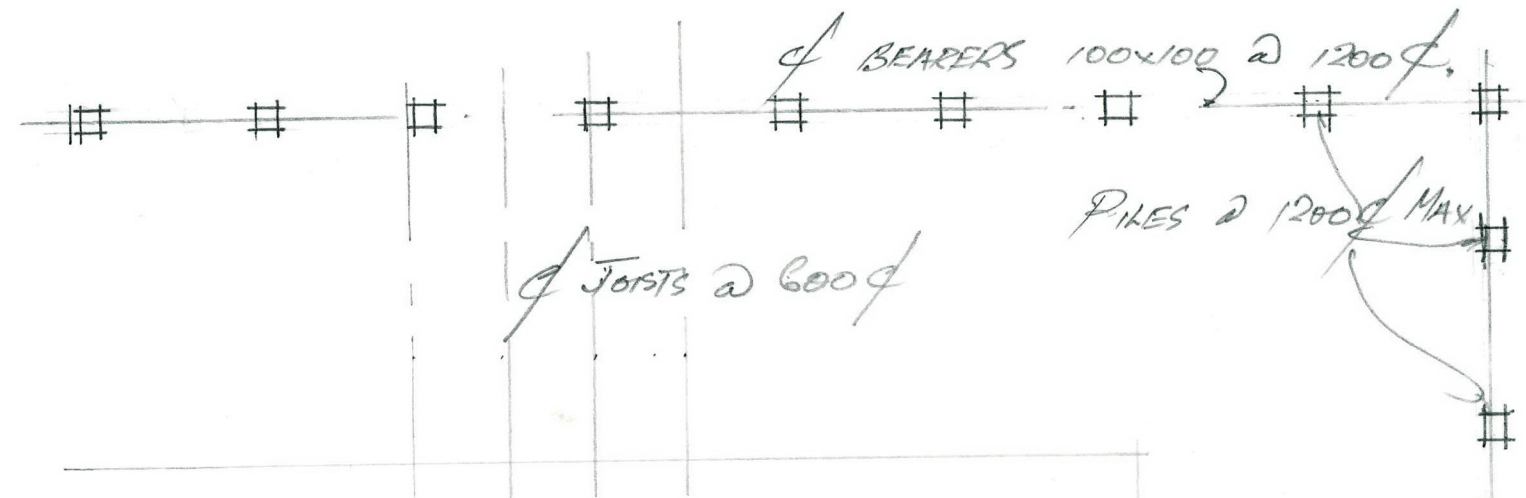 ℄ BEARERS 100x100 @ 1200 ℄.
PILES @ 1200 ℄ MAX
℄ JOISTS @ 600 ℄